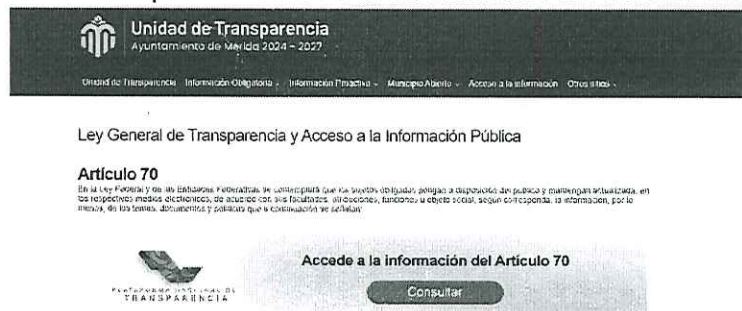 Unidad de Transparencia
Ayuntamiento de Mérida 2024 - 2027
Unidad de Transparencia Información Obligatoria Información Proactiva Municipio Abierto Acceso a la información Otros sitios
Ley General de Transparencia y Acceso a la Información Pública
Artículo 70
En la Ley Federal y de las Entidades Federativas se contemplará que los sujetos obligados pongan a disposición del público y mantengan actualizada, en
los respectivos medios electrónicos, de acuerdo con sus facultades, atribuciones, funciones u objeto social, según corresponda, la información, por lo
menos, de los temas, documentos y políticas que a continuación se señalan:
Accede a la información del Artículo 70
PLATAFORMA NACIONAL DE
TRANSPARENCIA
Consultar